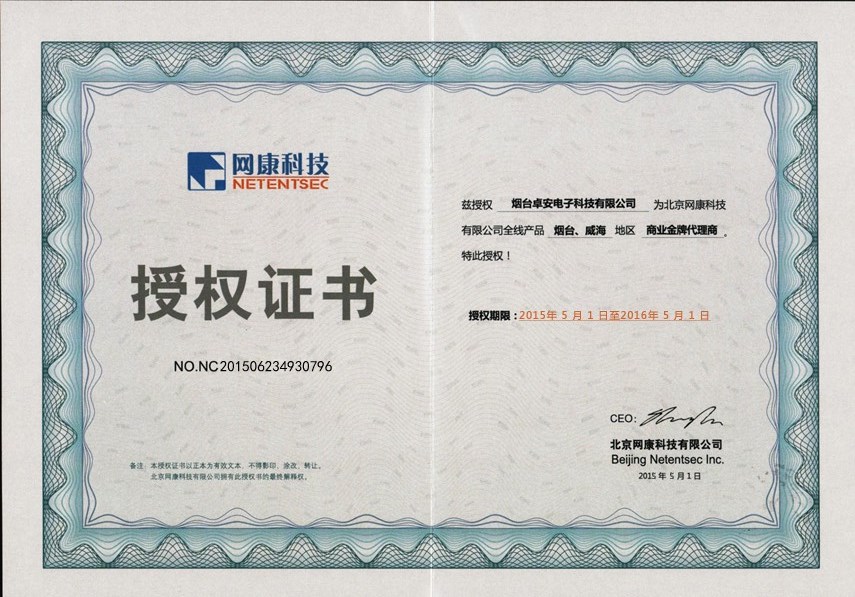 网康科技
NETENTSEC
授权证书
NO.NC201506234930796
备注：本授权证书以正本为有效文本，不得影印、涂改、转让。
北京网康科技有限公司拥有此授权书的最终解释权。
兹授权 烟台卓安电子科技有限公司 为北京网康科技
有限公司全线产品 烟台、威海 地区 商业金牌代理商 。
特此授权！
授权期限：2015年 5 月 1 日至2016年 5 月 1 日
CEO:
北京网康科技有限公司
Beijing Netentsec Inc.
2015 年 5 月 1 日